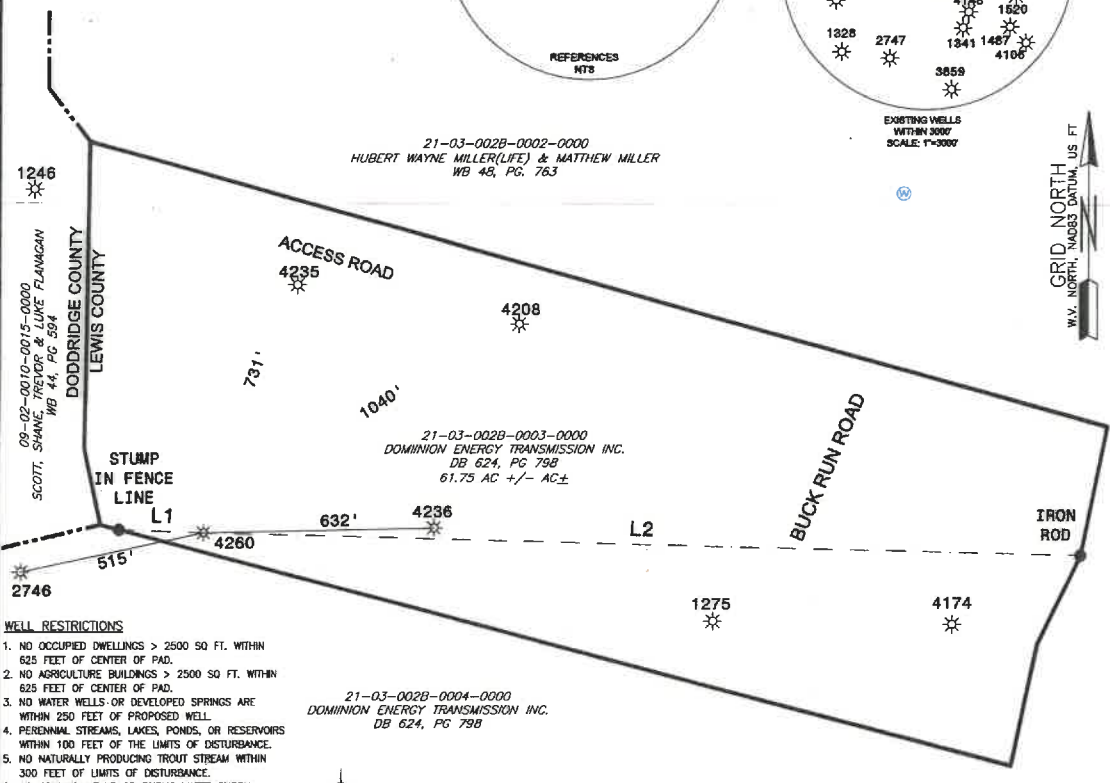 4148
1520
1328
2747
1341
1487
4106
3859
REFERENCES
NTS
EXISTING WELLS
WITHIN 3000'
SCALE: 1"=3000'
21-03-002B-0002-0000
HUBERT WAYNE MILLER(LIFE) & MATTHEW MILLER
WB 48, PG. 763
W
GRID NORTH
W.V. NORTH, NAD83 DATUM, US FT
N
1246
09-02-0010-0015-0000
SCOTT, SHANE, TREVOR & LUKE FLANAGAN
WB 44, PG 594
DODDRIDGE COUNTY
LEWIS COUNTY
ACCESS ROAD
4235
4208
731'
1040'
21-03-002B-0003-0000
DOMIINION ENERGY TRANSMISSION INC.
DB 624, PG 798
61.75 AC +/- AC±
BUCK RUN ROAD
STUMP
IN FENCE
LINE
L1
632'
4236
4260
L2
IRON
ROD
515'
2746
1275
4174
WELL RESTRICTIONS
1. NO OCCUPIED DWELLINGS > 2500 SQ FT. WITHIN
625 FEET OF CENTER OF PAD.
2. NO AGRICULTURE BUILDINGS > 2500 SQ FT. WITHIN
625 FEET OF CENTER OF PAD.
3. NO WATER WELLS OR DEVELOPED SPRINGS ARE
WITHIN 250 FEET OF PROPOSED WELL
4. PERENNIAL STREAMS, LAKES, PONDS, OR RESERVOIRS
WITHIN 100 FEET OF THE LIMITS OF DISTURBANCE.
5. NO NATURALLY PRODUCING TROUT STREAM WITHIN
300 FEET OF LIMITS OF DISTURBANCE.
21-03-002B-0004-0000
DOMIINION ENERGY TRANSMISSION INC.
DB 624, PG 798